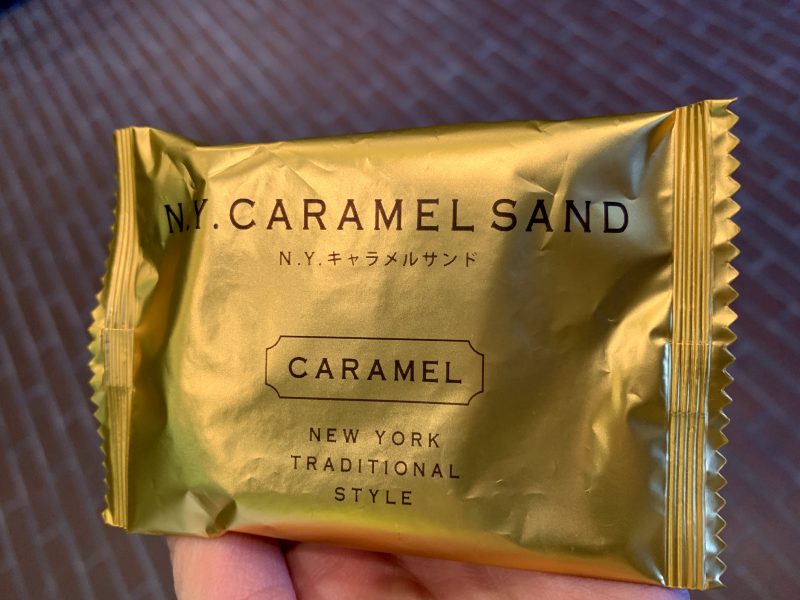 N.Y. CARAMEL SAND
N.Y.キャラメルサンド
CARAMEL
NEW YORK
TRADITIONAL
STYLE